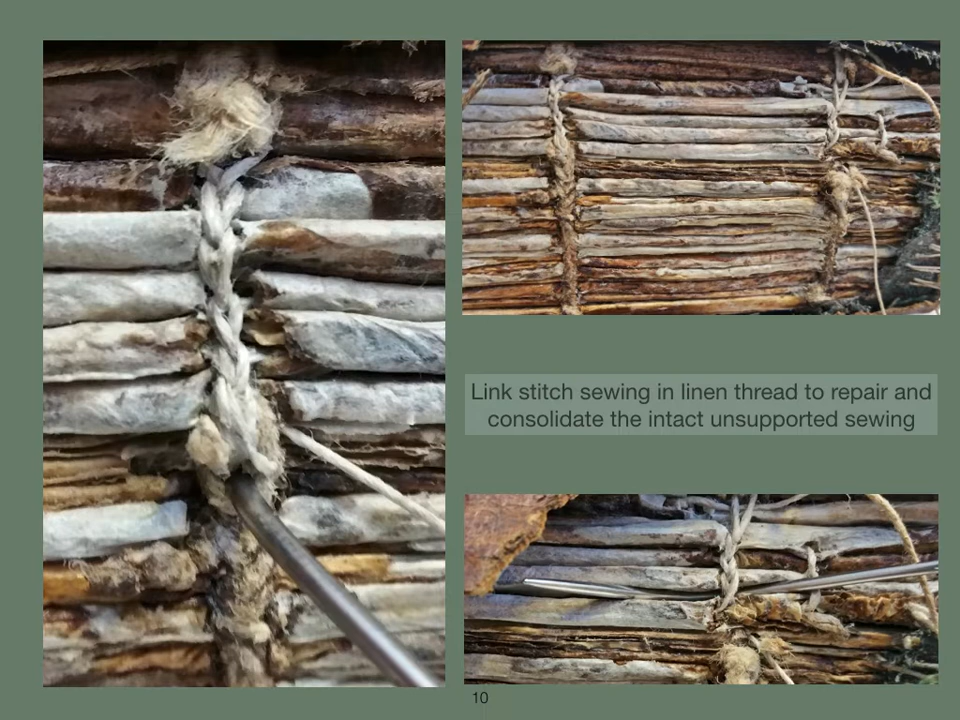 Link stitch sewing in linen thread to repair and
consolidate the intact unsupported sewing
10